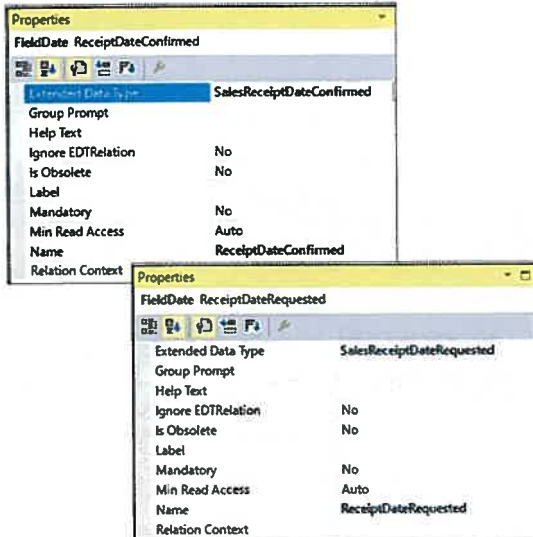 Properties
FieldDate ReceiptDateConfirmed
Extended Data Type SalesReceiptDateConfirmed
Group Prompt
Help Text
Ignore EDTRelation No
Is Obsolete No
Label
Mandatory No
Min Read Access Auto
Name ReceiptDateConfirmed
Relation Context
Properties
FieldDate ReceiptDateRequested
Extended Data Type SalesReceiptDateRequested
Group Prompt
Help Text
Ignore EDTRelation No
Is Obsolete No
Label
Mandatory No
Min Read Access Auto
Name ReceiptDateRequested
Relation Context